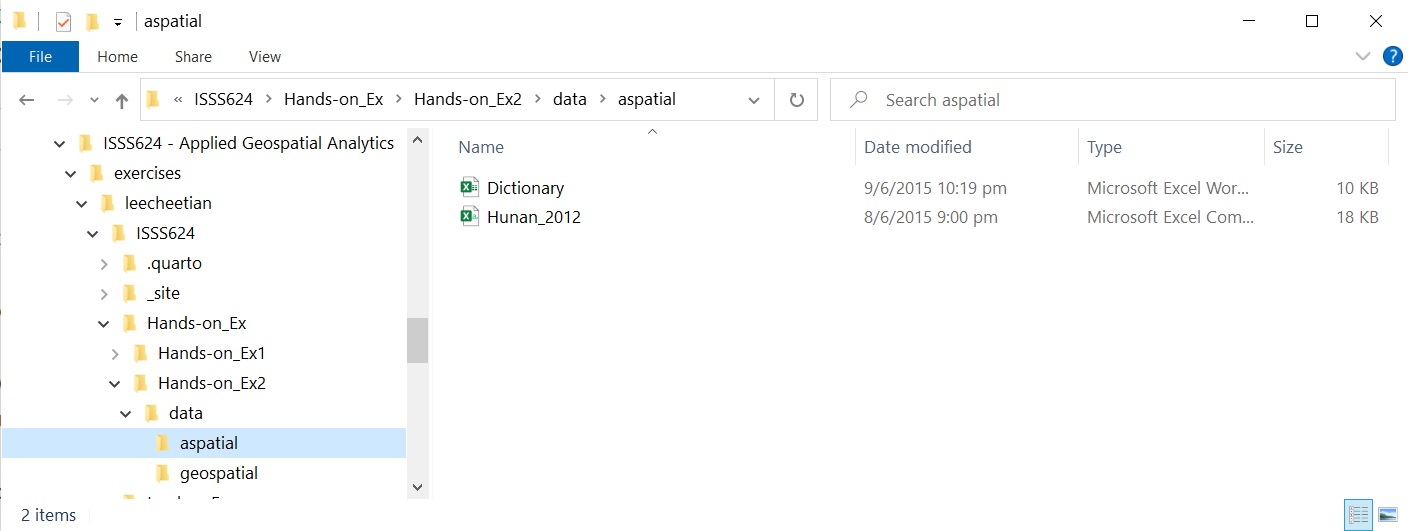 aspatial
File Home Share View
« ISSS624 > Hands-on_Ex > Hands-on_Ex2 > data > aspatial
Search aspatial
ISSS624 - Applied Geospatial Analytics
exercises
leecheetian
ISSS624
.quarto
_site
Hands-on_Ex
Hands-on_Ex1
Hands-on_Ex2
data
aspatial
geospatial
Name Date modified Type Size
Dictionary 9/6/2015 10:19 pm Microsoft Excel Wor... 10 KB
Hunan_2012 8/6/2015 9:00 pm Microsoft Excel Com... 18 KB
2 items